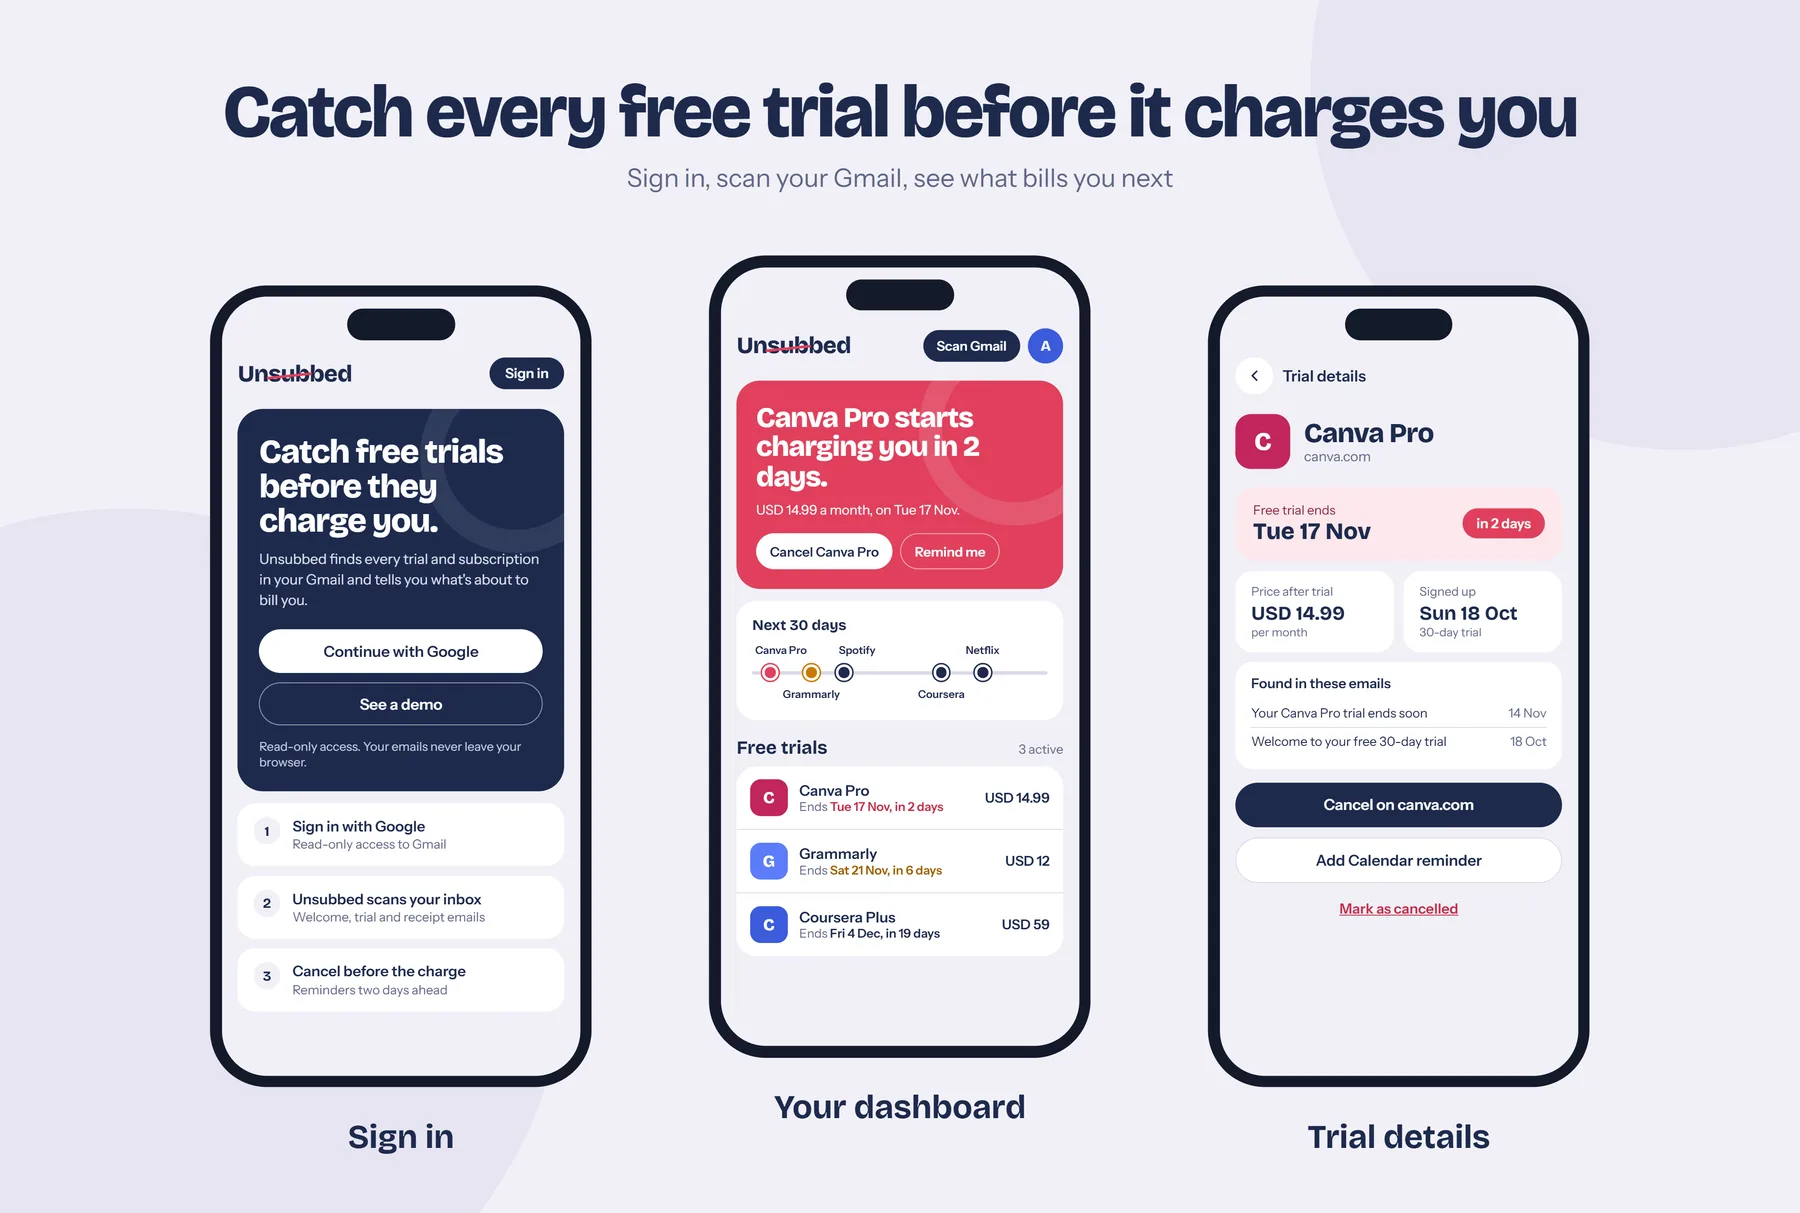 Catch every free trial before it charges you
Sign in, scan your Gmail, see what bills you next
Unsubbed
Sign in
Catch free trials
before they
charge you.
Unsubbed finds every trial and subscription
in your Gmail and tells you what's about to
bill you.
Continue with Google
See a demo
Read-only access. Your emails never leave your
browser.
1
Sign in with Google
Read-only access to Gmail
2
Unsubbed scans your inbox
Welcome, trial and receipt emails
3
Cancel before the charge
Reminders two days ahead
Sign in
Unsubbed
Scan Gmail
A
Canva Pro starts
charging you in 2
days.
USD 14.99 a month, on Tue 17 Nov.
Cancel Canva Pro
Remind me
Next 30 days
Canva Pro
Spotify
Netflix
Grammarly
Coursera
Free trials
3 active
C
Canva Pro
Ends Tue 17 Nov, in 2 days
USD 14.99
G
Grammarly
Ends Sat 21 Nov, in 6 days
USD 12
C
Coursera Plus
Ends Fri 4 Dec, in 19 days
USD 59
Your dashboard
Trial details
C
Canva Pro
canva.com
Free trial ends
Tue 17 Nov
in 2 days
Price after trial
USD 14.99
per month
Signed up
Sun 18 Oct
30-day trial
Found in these emails
Your Canva Pro trial ends soon
14 Nov
Welcome to your free 30-day trial
18 Oct
Cancel on canva.com
Add Calendar reminder
Mark as cancelled
Trial details